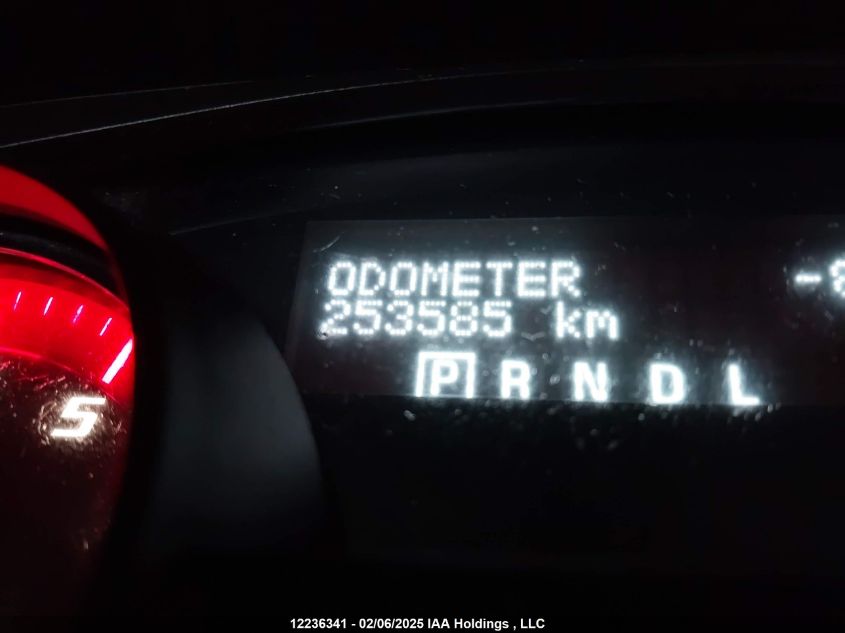 ODOMETER
253585 km
P R N D L
5
12236341 - 02/06/2025 IAA Holdings , LLC